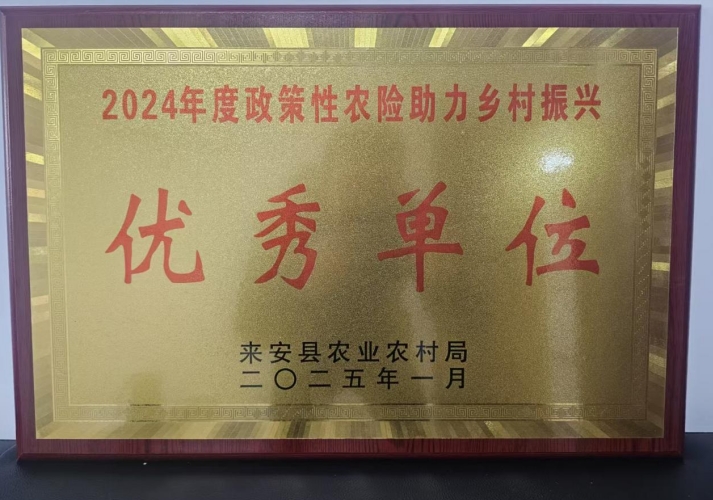 2024年度政策性农险助力乡村振兴
优秀单位
来安县农业农村局
二〇二五年一月